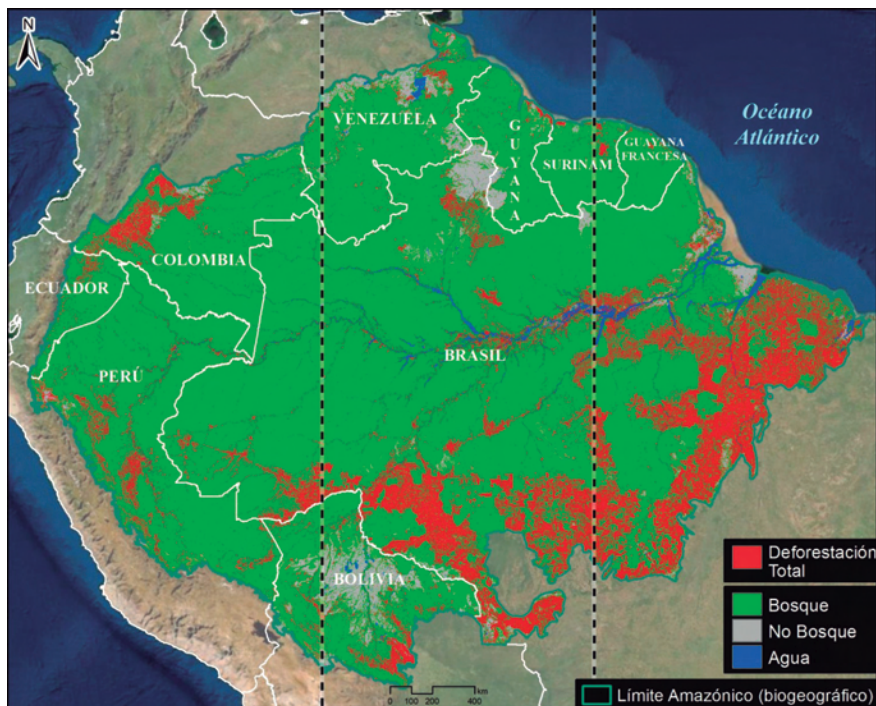 N
Océano
Atlántico
VENEZUELA
GUYANA
SURINAM
GUAYANA
FRANCESA
COLOMBIA
ECUADOR
PERÚ
BRASIL
BOLIVIA
Deforestación
Total
Bosque
No Bosque
Agua
0 100 200 400 km
Límite Amazónico (biogeográfico)